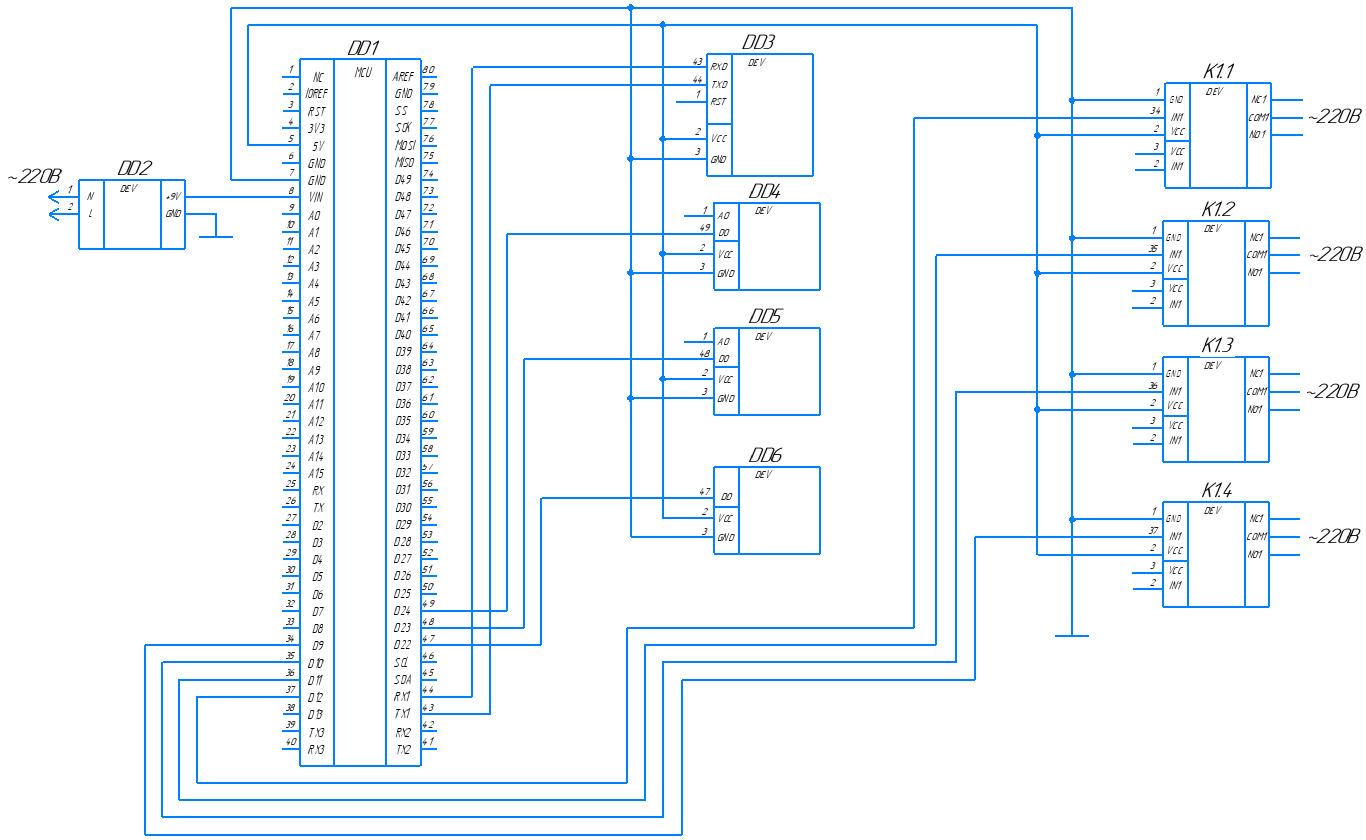 DD1
MCU
1 NC
2 IOREF
3 RST
4 3V3
5 5V
6 GND
7 GND
8 VIN
9 A0
10 A1
11 A2
12 A3
13 A4
14 A5
15 A6
16 A7
17 A8
18 A9
19 A10
20 A11
21 A12
22 A13
23 A14
24 A15
25 RX
26 TX
27 D2
28 D3
29 D4
30 D5
31 D6
32 D7
33 D8
34 D9
35 D10
36 D11
37 D12
38 D13
39 TX3
40 RX3
AREF 80
GND 79
SS 78
SCK 77
MOSI 76
MISO 75
D49 74
D48 73
D47 72
D46 71
D45 70
D44 69
D43 68
D42 67
D41 66
D40 65
D39 64
D38 63
D37 62
D36 61
D35 60
D34 59
D33 58
D32 57
D31 56
D30 55
D29 54
D28 53
D27 52
D26 51
D25 50
D24 49
D23 48
D22 47
SCL 46
SDA 45
RX1 44
TX1 43
RX2 42
TX2 41
~220В
DD2
DEV
1 N
2 L
+9V
GND
DD3
DEV
43 RXD
44 TXD
1 RST
2 VCC
3 GND
DD4
DEV
1 A0
49 D0
2 VCC
3 GND
DD5
DEV
1 A0
48 D0
2 VCC
3 GND
DD6
DEV
47 D0
2 VCC
3 GND
K1.1
DEV
1 GND
34 IN1
2 VCC
3 VCC
2 IN1
NC1
COM1
NO1
~220В
K1.2
DEV
1 GND
35 IN1
2 VCC
3 VCC
2 IN1
NC1
COM1
NO1
~220В
K1.3
DEV
1 GND
36 IN1
2 VCC
3 VCC
2 IN1
NC1
COM1
NO1
~220В
K1.4
DEV
1 GND
37 IN1
2 VCC
3 VCC
2 IN1
NC1
COM1
NO1
~220В